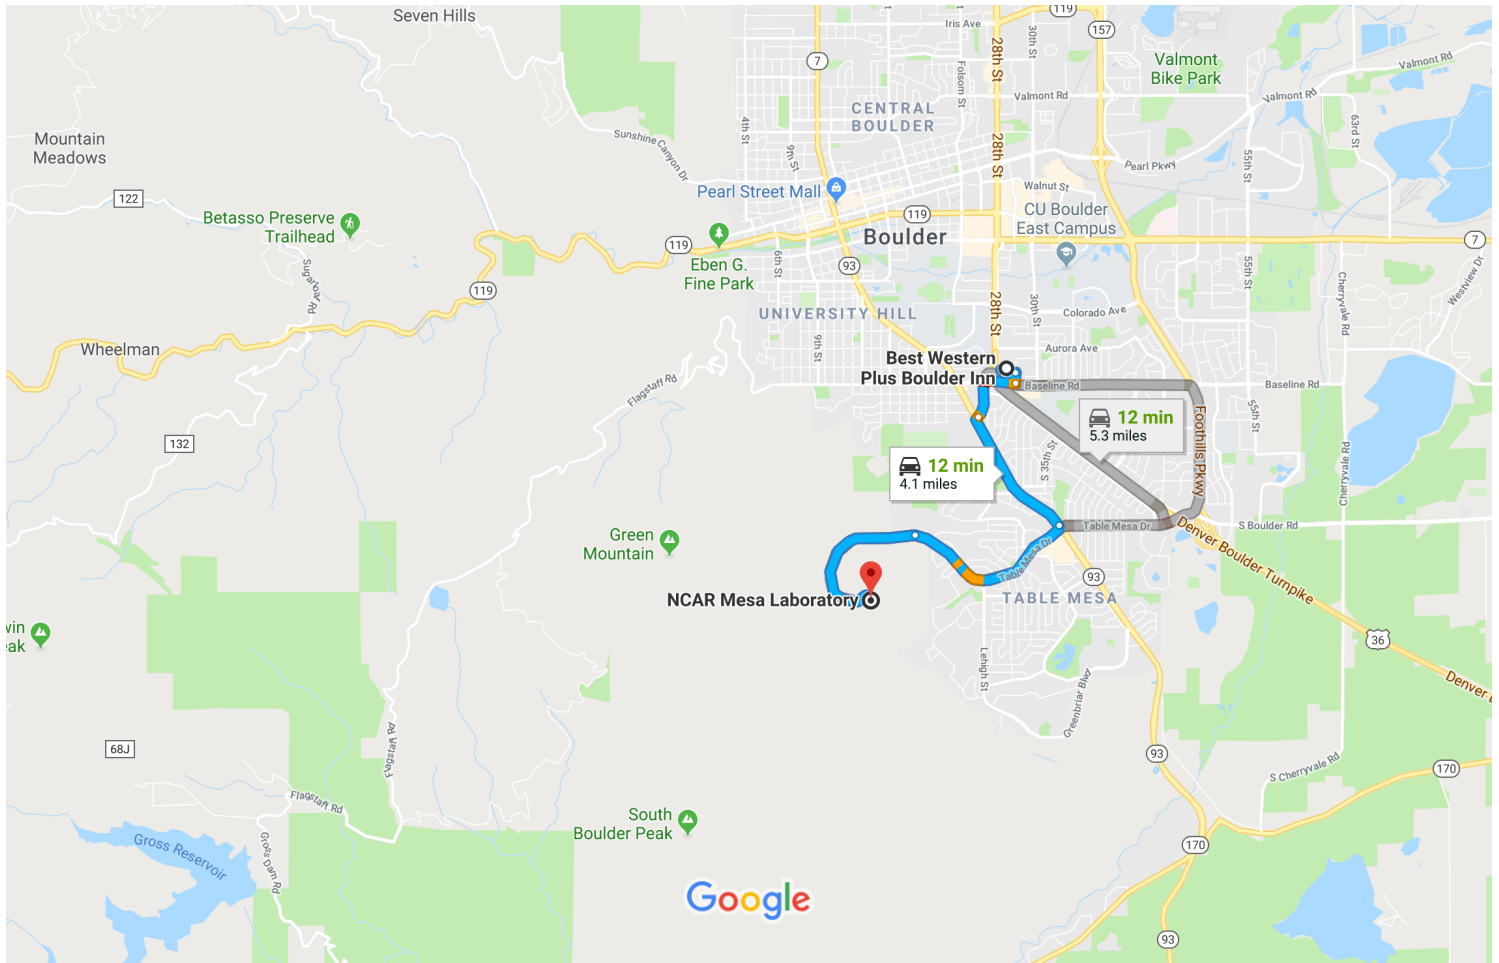 Seven Hills
Iris Ave
119
157
30th St
28th St
7
Valmont
Bike Park
Valmont Rd
Folsom St
CENTRAL
BOULDER
Valmont Rd
Valmont Rd
4th St
9th St
Sunshine Canyon Dr
63rd St
28th St
Mountain
Meadows
55th St
Pearl Pkwy
Pearl Street Mall
Walnut St
122
Betasso Preserve
Trailhead
119
CU Boulder
East Campus
Boulder
119
7
Eben G.
Fine Park
6th St
93
55th St
Cherryvale Rd
Westview Dr
Sugarloaf Rd
119
UNIVERSITY HILL
28th St
30th St
Colorado Ave
Wheelman
9th St
Aurora Ave
Best Western
Plus Boulder Inn
Flagstaff Rd
Baseline Rd
Baseline Rd
55th St
Foothills Pkwy
12 min
5.3 miles
132
S 35th St
12 min
4.1 miles
Cherryvale Rd
Table Mesa Dr
S Boulder Rd
Denver Boulder Turnpike
Green
Mountain
Table Mesa Dr
93
NCAR Mesa Laboratory
TABLE MESA
win
eak
36
Lehigh St
Greenbriar Blvd
Denver B
Flagstaff Rd
68J
93
S Cherryvale Rd
170
Flagstaff Rd
South
Boulder Peak
Gross Reservoir
Gross Dam Rd
170
Google
93